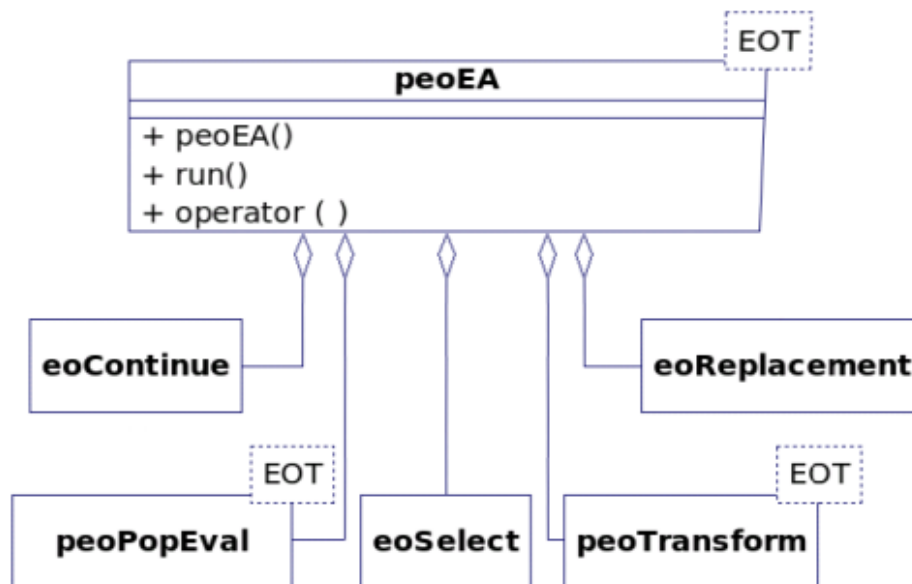 EOT
peoEA
+ peoEA()
+ run()
+ operator ( )
eoContinue
eoReplacement
EOT
EOT
peoPopEval
eoSelect
peoTransform